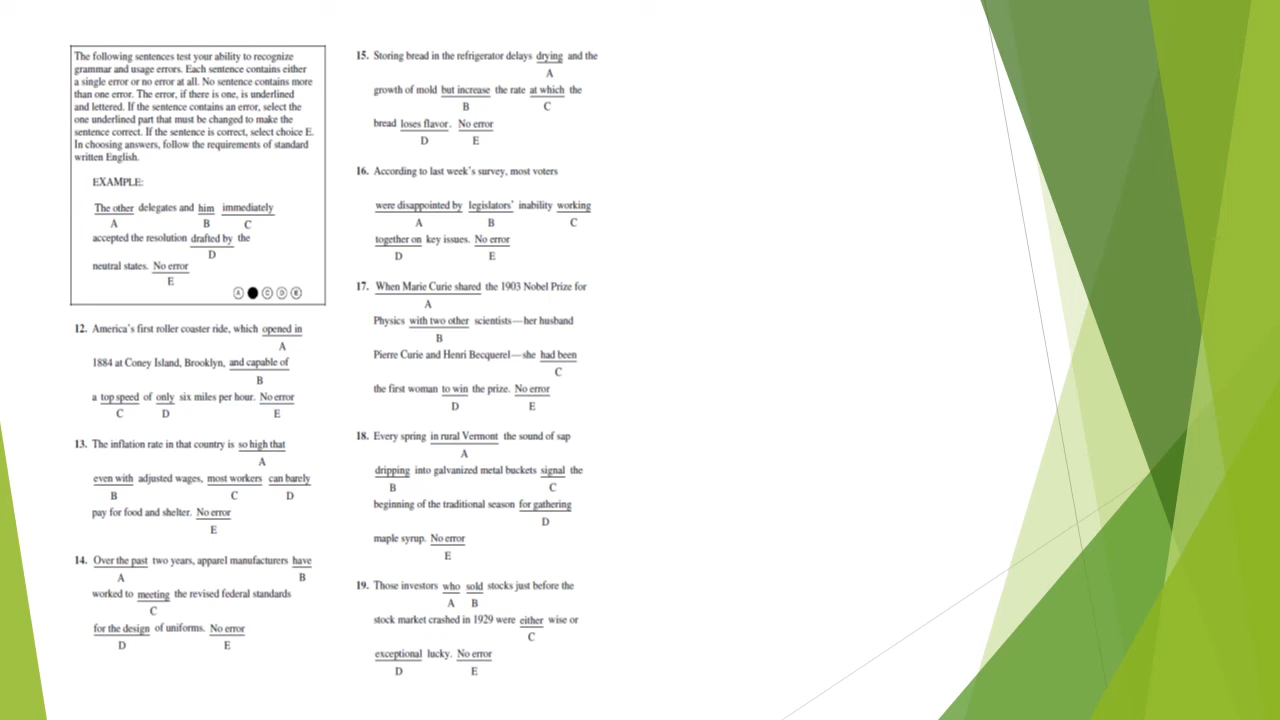 The following sentences test your ability to recognize
grammar and usage errors. Each sentence contains either
a single error or no error at all. No sentence contains more
than one error. The error, if there is one, is underlined
and lettered. If the sentence contains an error, select the
one underlined part that must be changed to make the
sentence correct. If the sentence is correct, select choice E.
In choosing answers, follow the requirements of standard
written English.
EXAMPLE:
The other delegates and him immediately
A B C
accepted the resolution drafted by the
D
neutral states. No error
E
A C D E
12. America's first roller coaster ride, which opened in
A
1884 at Coney Island, Brooklyn, and capable of
B
a top speed of only six miles per hour. No error
C D E
13. The inflation rate in that country is so high that
A
even with adjusted wages, most workers can barely
B C D
pay for food and shelter. No error
E
14. Over the past two years, apparel manufacturers have
A B
worked to meeting the revised federal standards
C
for the design of uniforms. No error
D E
15. Storing bread in the refrigerator delays drying and the
A
growth of mold but increase the rate at which the
B C
bread loses flavor. No error
D E
16. According to last week's survey, most voters
were disappointed by legislators' inability working
A B C
together on key issues. No error
D E
17. When Marie Curie shared the 1903 Nobel Prize for
A
Physics with two other scientists—her husband
B
Pierre Curie and Henri Becquerel—she had been
C
the first woman to win the prize. No error
D E
18. Every spring in rural Vermont the sound of sap
A
dripping into galvanized metal buckets signal the
B C
beginning of the traditional season for gathering
D
maple syrup. No error
E
19. Those investors who sold stocks just before the
A B
stock market crashed in 1929 were either wise or
C
exceptional lucky. No error
D E